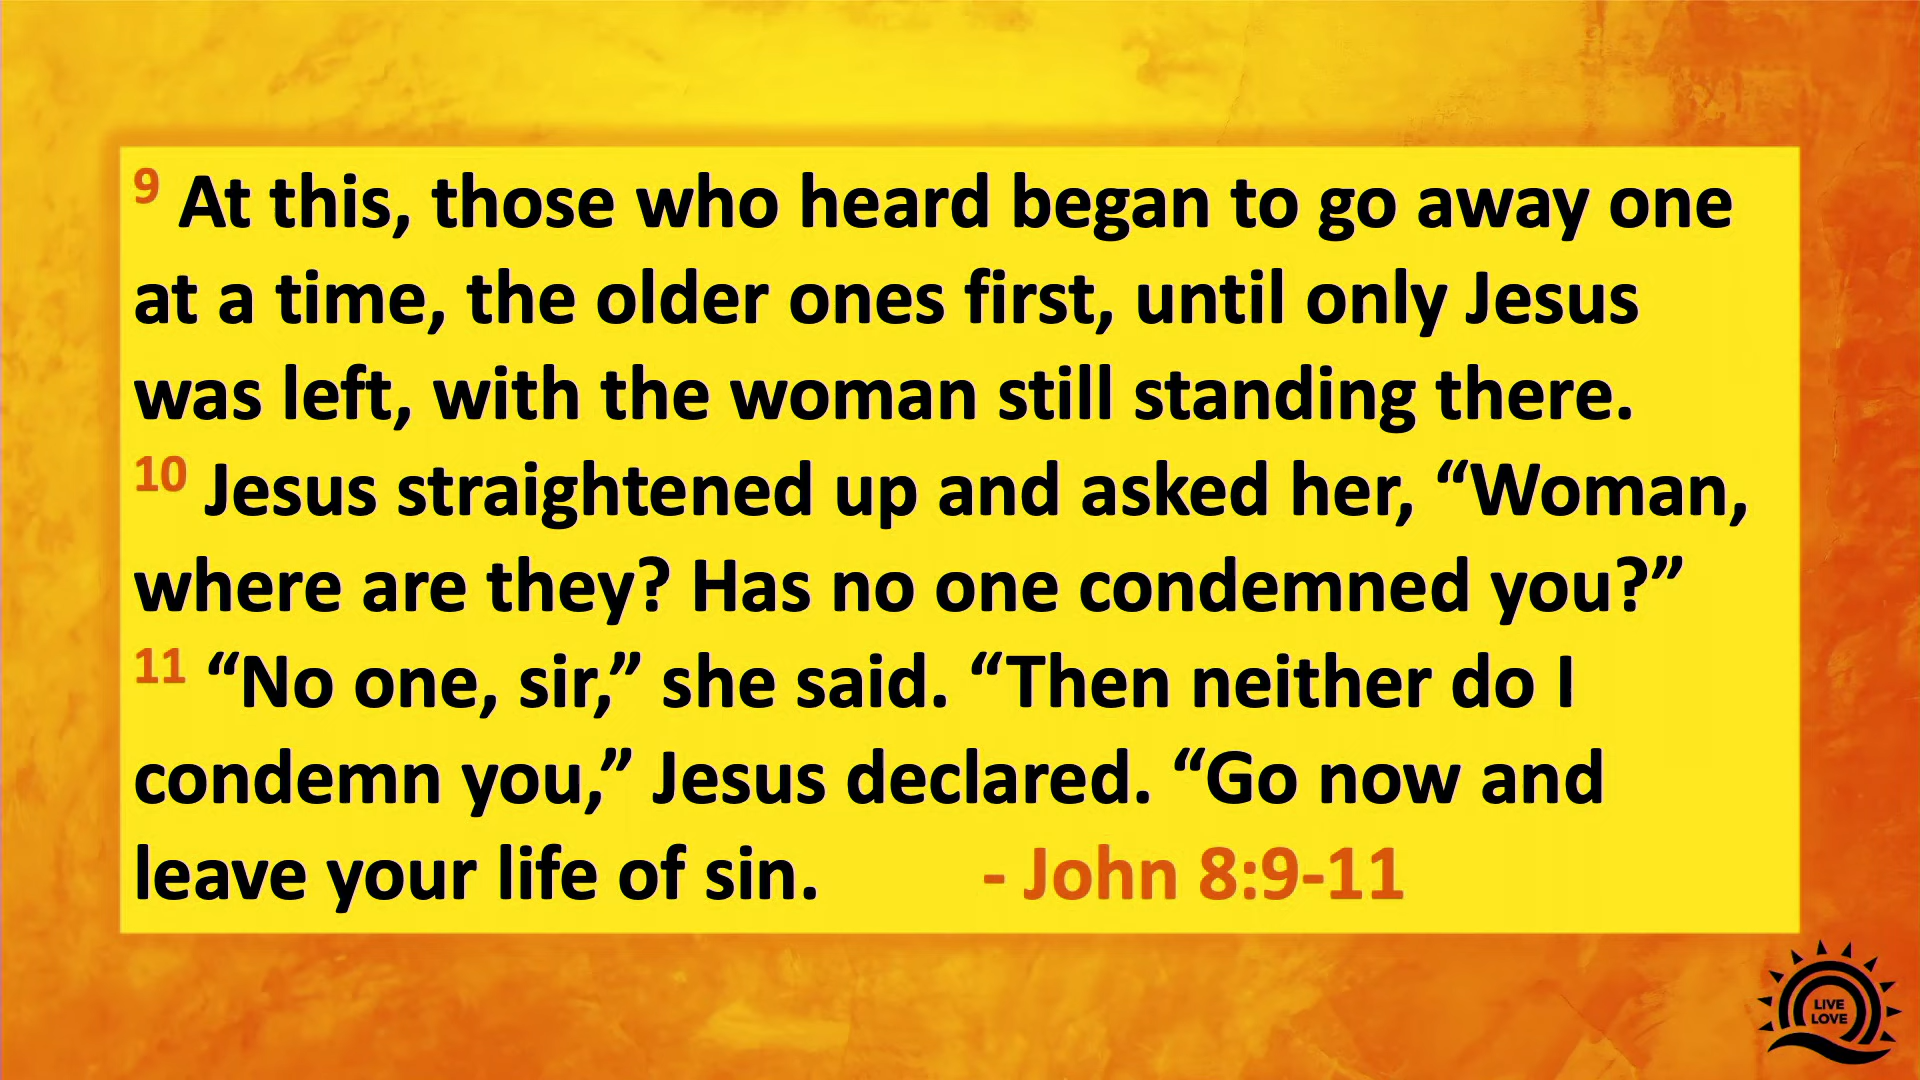 9 At this, those who heard began to go away one
at a time, the older ones first, until only Jesus
was left, with the woman still standing there.
10 Jesus straightened up and asked her, “Woman,
where are they? Has no one condemned you?”
11 “No one, sir,” she said. “Then neither do I
condemn you,” Jesus declared. “Go now and
leave your life of sin. - John 8:9-11
LIVE
LOVE